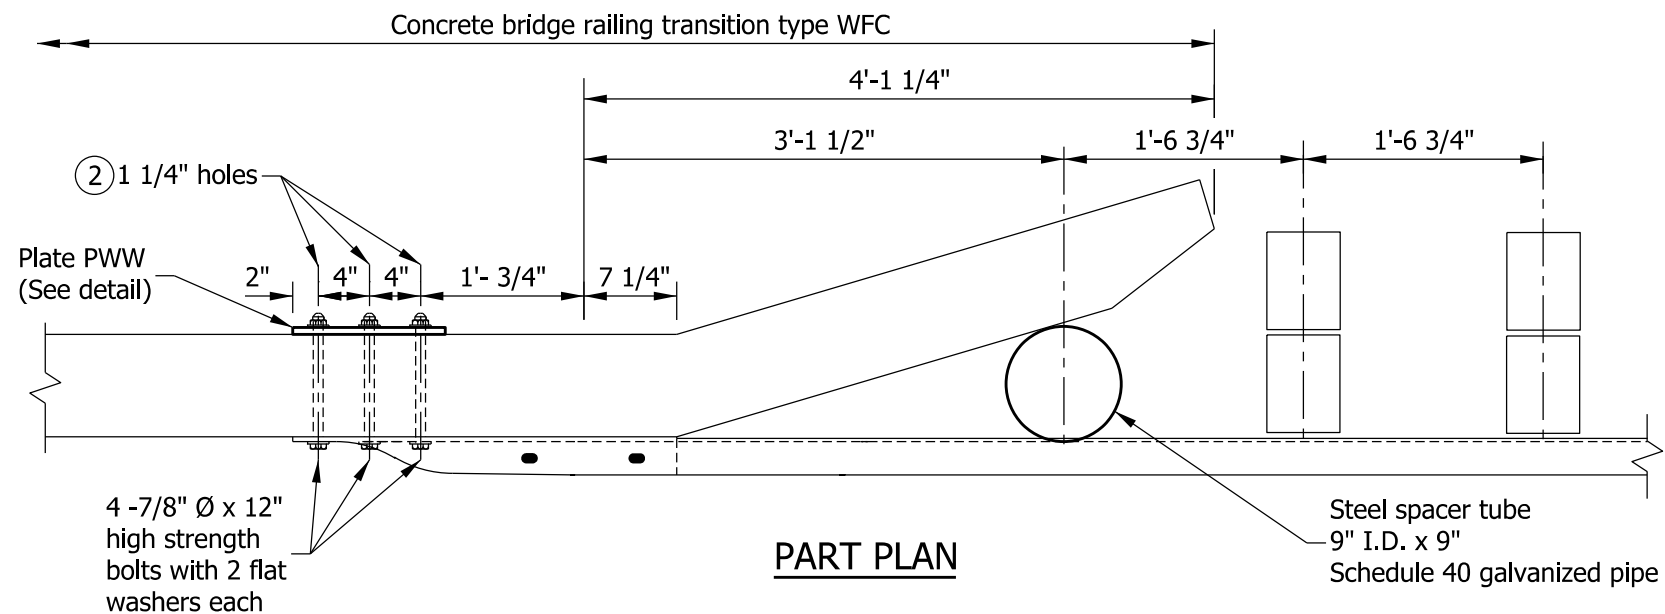 Concrete bridge railing transition type WFC
4'-1 1/4"
3'-1 1/2"
1'-6 3/4"
1'-6 3/4"
2 1 1/4" holes
Plate PWW
(See detail)
2"
4"
4"
1'- 3/4"
7 1/4"
4 -7/8" Ø x 12"
high strength
bolts with 2 flat
washers each
PART PLAN
Steel spacer tube
9" I.D. x 9"
Schedule 40 galvanized pipe